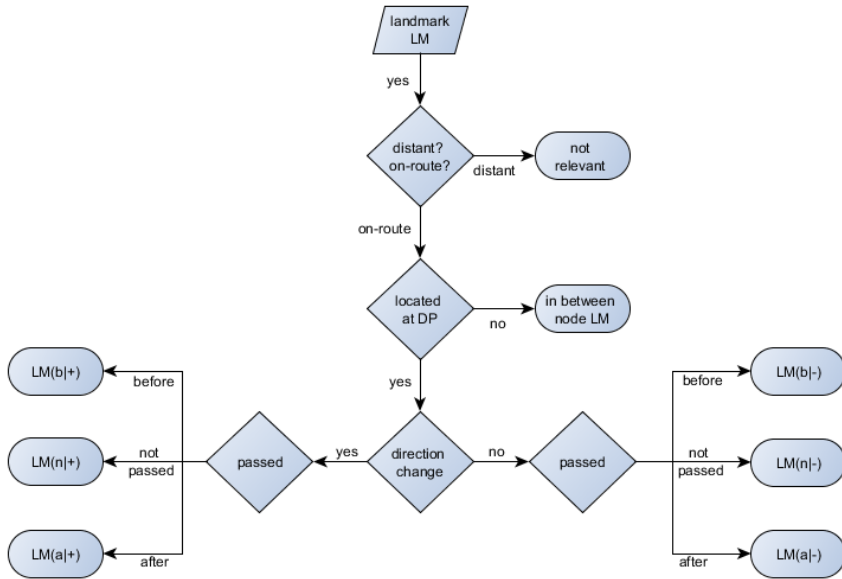 landmark
LM
yes
distant?
on-route?
distant
not
relevant
on-route
located
at DP
no
in between
node LM
yes
LM(b|+)
before
before
LM(b|-)
LM(n|+)
not
passed
passed
yes
direction
change
no
passed
not
passed
LM(n|-)
LM(a|+)
after
after
LM(a|-)